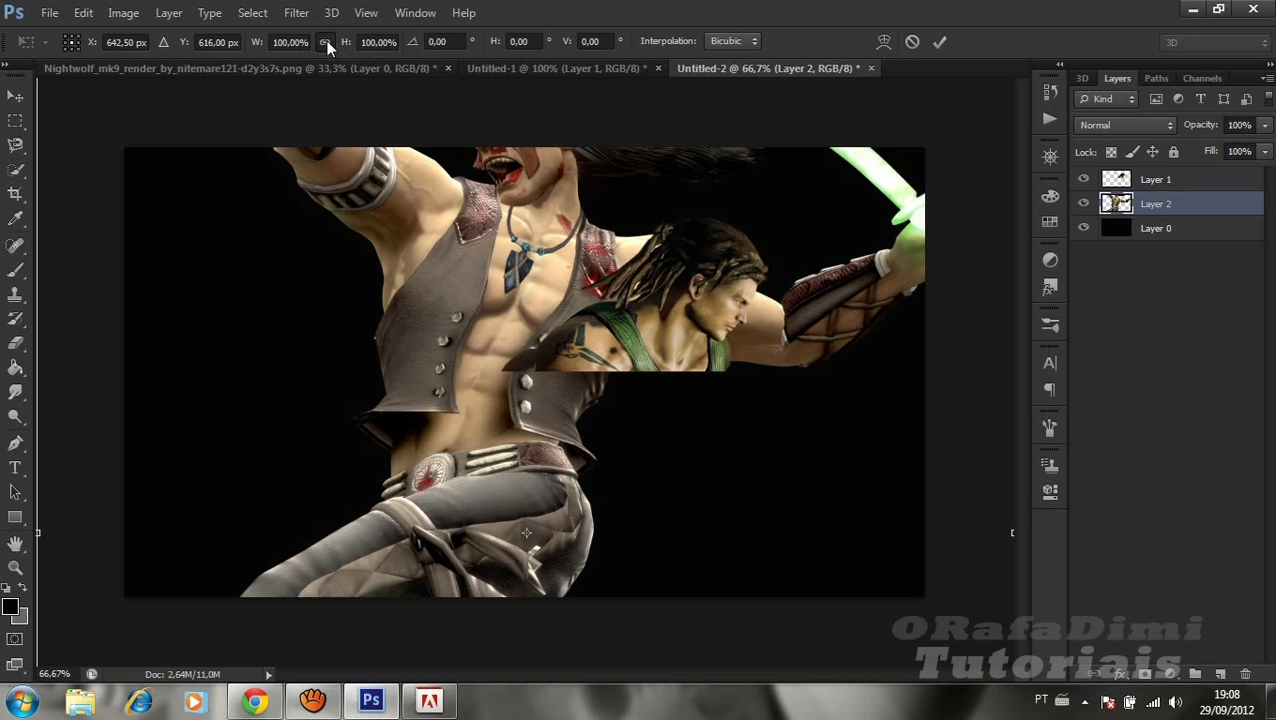 Ps File Edit Image Layer Type Select Filter 3D View Window Help
X: 642,50 px Y: 616,00 px W: 100,00% H: 100,00% 0,00 ° H: 0,00 ° V: 0,00 ° Interpolation: Bicubic 3D
Nightwolf_mk9_render_by_nitemare121-d2y3s7s.png @ 33,3% (Layer 0, RGB/8) * Untitled-1 @ 100% (Layer 1, RGB/8) * Untitled-2 @ 66,7% (Layer 2, RGB/8) *
3D Layers Paths Channels
Kind
Normal Opacity: 100%
Lock: Fill: 100%
Layer 1
Layer 2
Layer 0
ORafaDimi
Tutoriais
66,67% Doc: 2,64M/11,0M
PT 19:08
29/09/2012